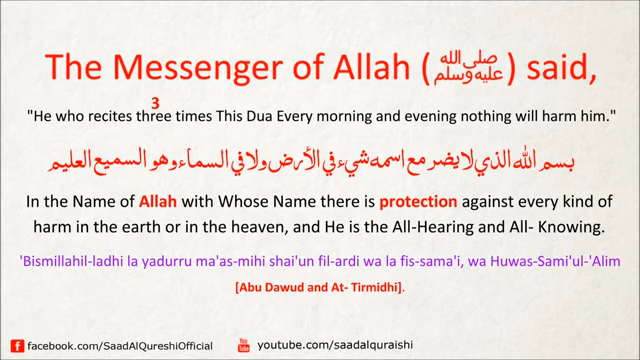 The Messenger of Allah (صلى الله عليه وسلم) said,
3
"He who recites three times This Dua Every morning and evening nothing will harm him."
بسم الله الذي لا يضر مع اسمه شيء في الأرض ولا في السماء وهو السميع العليم
In the Name of Allah with Whose Name there is protection against every kind of
harm in the earth or in the heaven, and He is the All-Hearing and All- Knowing.
'Bismillahil-ladhi la yadurru ma'as-mihi shai'un fil-ardi wa la fis-sama'i, wa Huwas-Sami'ul-'Alim
[Abu Dawud and At- Tirmidhi].
f facebook.com/SaadAlQureshiOfficial
You Tube youtube.com/saadalquraishi